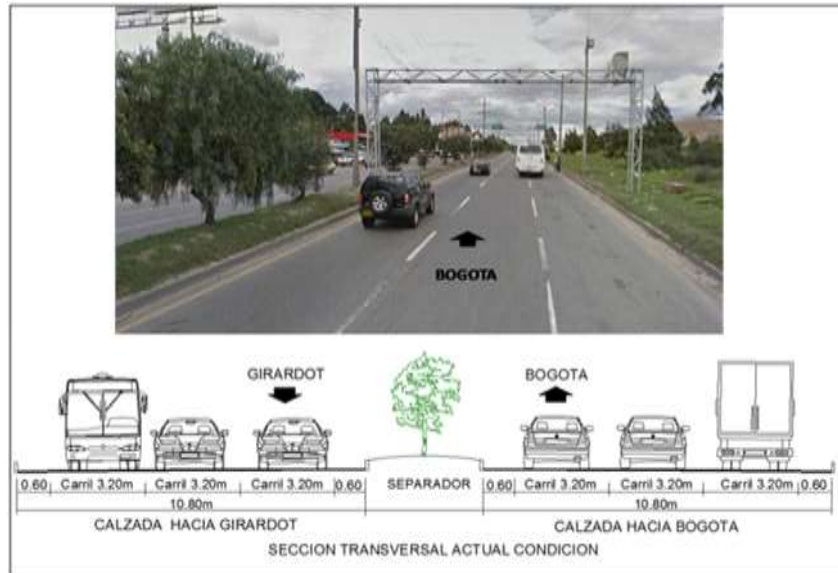 BOGOTA
GIRARDOT BOGOTA
0.60 Carril 3.20m Carril 3.20m Carril 3.20m 0.60 SEPARADOR 0.60 Carril 3.20m Carril 3.20m Carril 3.20m 0.60
10.80m 10.80m
CALZADA HACIA GIRARDOT CALZADA HACIA BOGOTA
SECCION TRANSVERSAL ACTUAL CONDICION